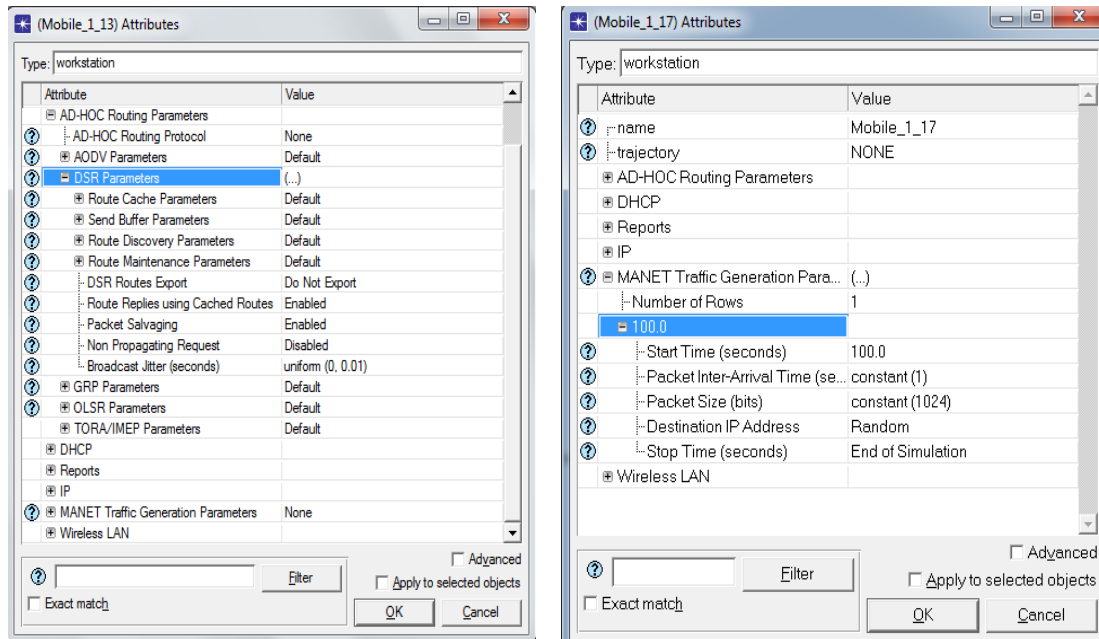 (Mobile_1_13) Attributes
Type: workstation
Attribute Value
AD-HOC Routing Parameters
AD-HOC Routing Protocol None
AODV Parameters Default
DSR Parameters (...)
Route Cache Parameters Default
Send Buffer Parameters Default
Route Discovery Parameters Default
Route Maintenance Parameters Default
DSR Routes Export Do Not Export
Route Replies using Cached Routes Enabled
Packet Salvaging Enabled
Non Propagating Request Disabled
Broadcast Jitter (seconds) uniform (0, 0.01)
GRP Parameters Default
OLSR Parameters Default
TORA/IMEP Parameters Default
DHCP
Reports
IP
MANET Traffic Generation Parameters None
Wireless LAN
Advanced
Filter
Apply to selected objects
Exact match
OK Cancel
(Mobile_1_17) Attributes
Type: workstation
Attribute Value
name Mobile_1_17
trajectory NONE
AD-HOC Routing Parameters
DHCP
Reports
IP
MANET Traffic Generation Para... (...)
Number of Rows 1
100.0
Start Time (seconds) 100.0
Packet Inter-Arrival Time (se... constant (1)
Packet Size (bits) constant (1024)
Destination IP Address Random
Stop Time (seconds) End of Simulation
Wireless LAN
Advanced
Filter
Apply to selected objects
Exact match
OK Cancel